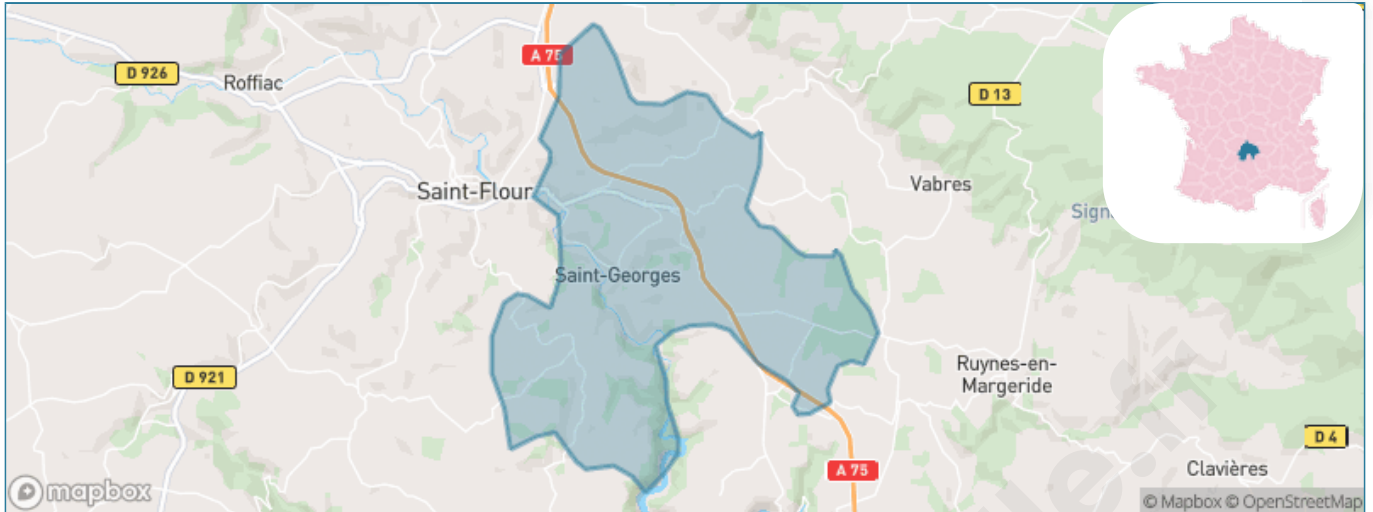 A 75
D 926
Roffiac
D 13
Saint-Flour
Vabres
Sign
Saint-Georges
D 921
Ruynes-en-
Margeride
D 4
A 75
Clavières
mapbox
© Mapbox © OpenStreetMap